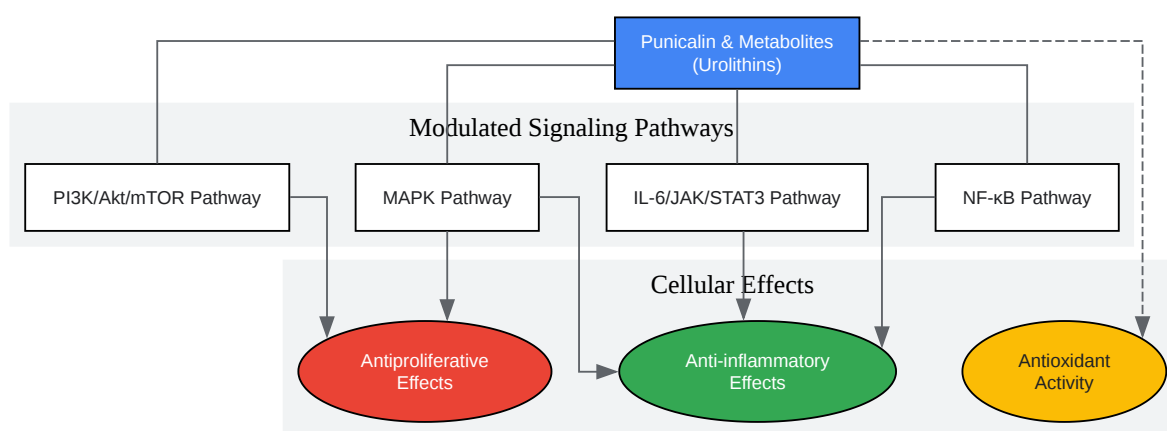 Punicalin & Metabolites
(Urolithins)
Modulated Signaling Pathways
PI3K/Akt/mTOR Pathway
MAPK Pathway
IL-6/JAK/STAT3 Pathway
NF-κB Pathway
Cellular Effects
Antiproliferative
Effects
Anti-inflammatory
Effects
Antioxidant
Activity